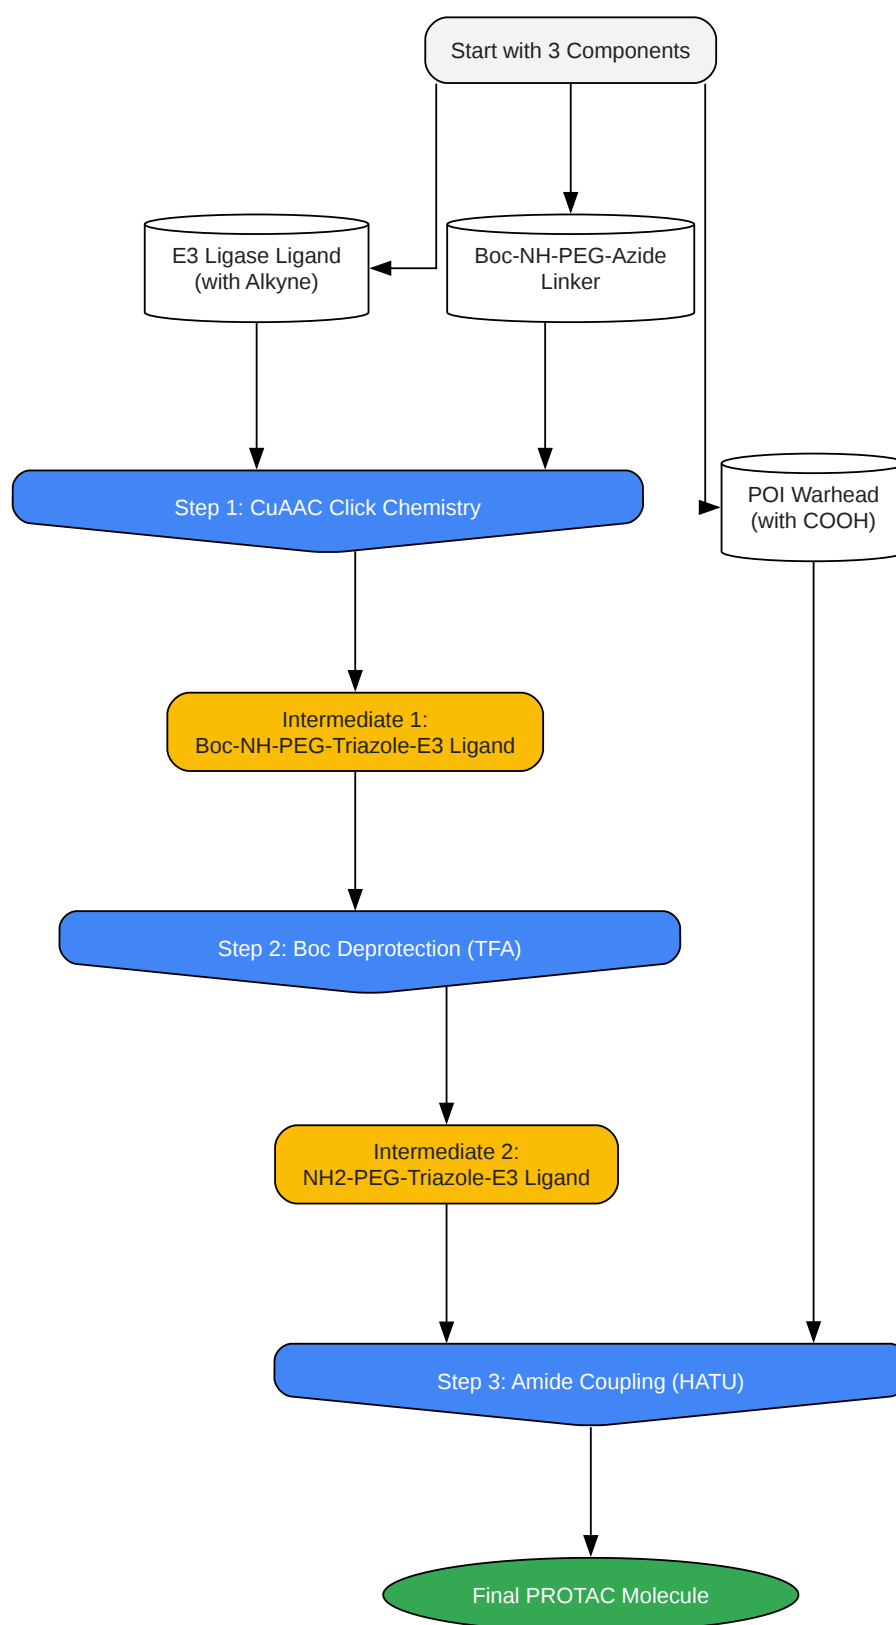 Start with 3 Components
E3 Ligase Ligand
(with Alkyne)
Boc-NH-PEG-Azide
Linker
POI Warhead
(with COOH)
Step 1: CuAAC Click Chemistry
Intermediate 1:
Boc-NH-PEG-Triazole-E3 Ligand
Step 2: Boc Deprotection (TFA)
Intermediate 2:
NH2-PEG-Triazole-E3 Ligand
Step 3: Amide Coupling (HATU)
Final PROTAC Molecule